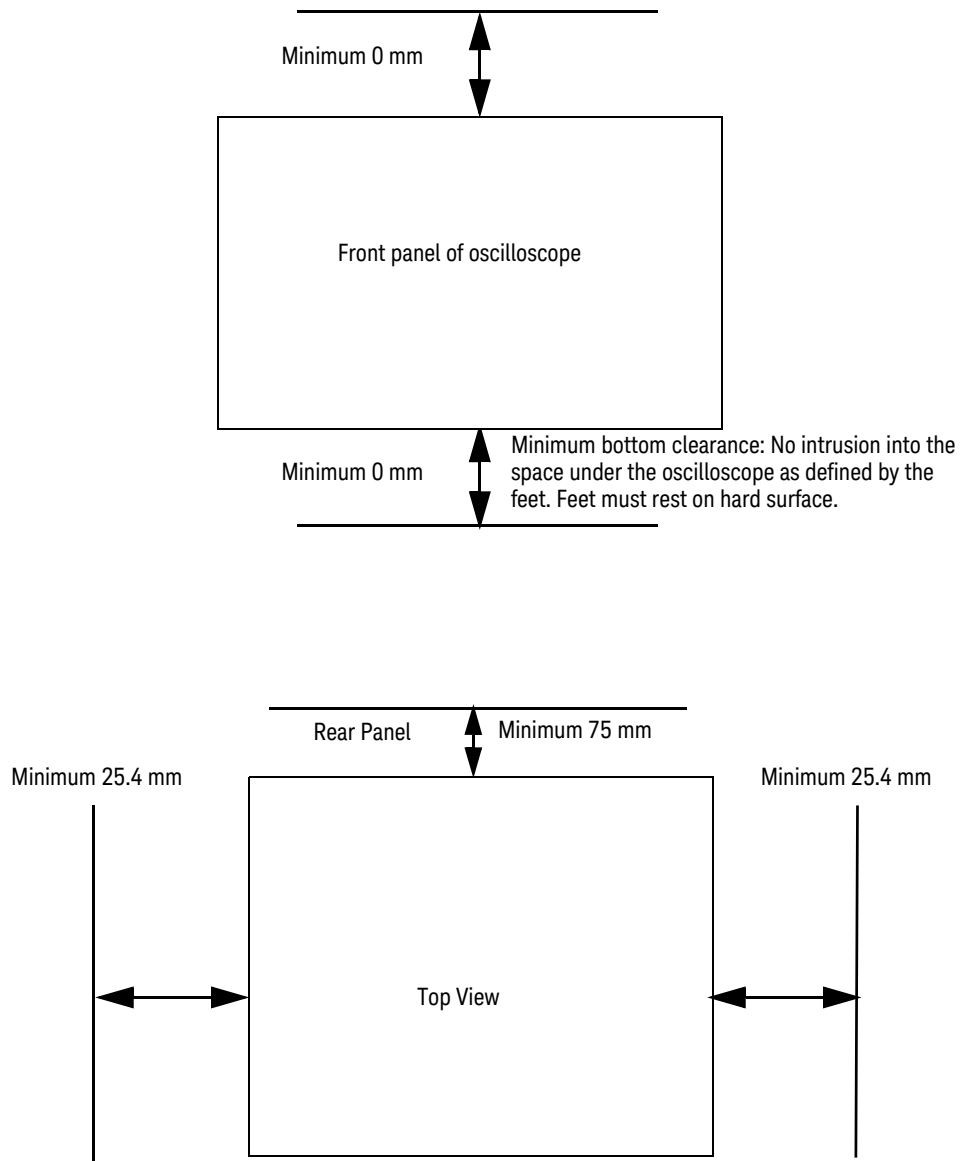 Minimum 0 mm
Front panel of oscilloscope
Minimum 0 mm
Minimum bottom clearance: No intrusion into the
space under the oscilloscope as defined by the
feet. Feet must rest on hard surface.
Rear Panel
Minimum 75 mm
Minimum 25.4 mm
Minimum 25.4 mm
Top View